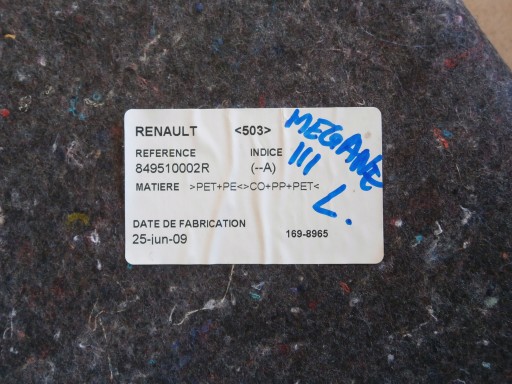 RENAULT <503>
REFERENCE INDICE
849510002R (--A)
MATIERE >PET+PE<>CO+PP+PET<
DATE DE FABRICATION
25-jun-09 169-8965
MEGANE
III
L.